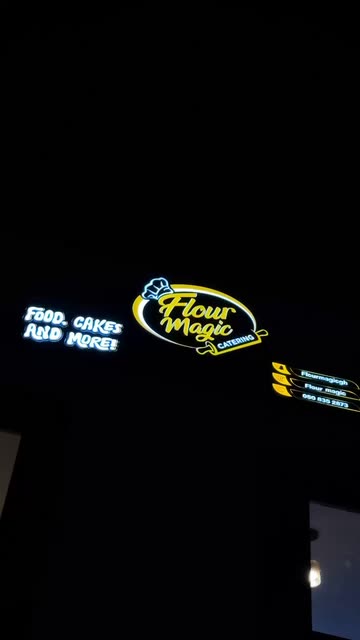 FOOD, CAKES
AND MORE!
Flour
Magic
CATERING
Flourmagicgh
Flour_magic
050 835 2873